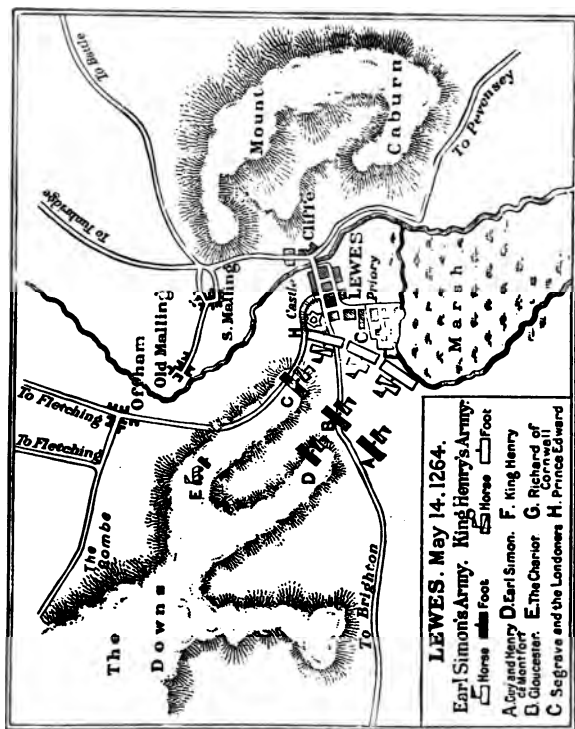 To Battle
To Tunbridge
Mount
Caburn
To Pevensey
Cliffe
S. Malling
Old Malling
Castle
LEWES
Priory
Marsh
Offham
To Fletching
To Fletching
The Combe
The
Downs
To Brighton
H
C
E
D
B
A
G
LEWES. May 14. 1264.
Earl Simon's Army. King Henry's Army.
Horse Foot Horse Foot
A. Guy and Henry de Montfort D. Earl Simon. F. King Henry
B. Gloucester. E. The Chariot G. Richard of Cornwall
C Segrave and the Londoners H. Prince Edward